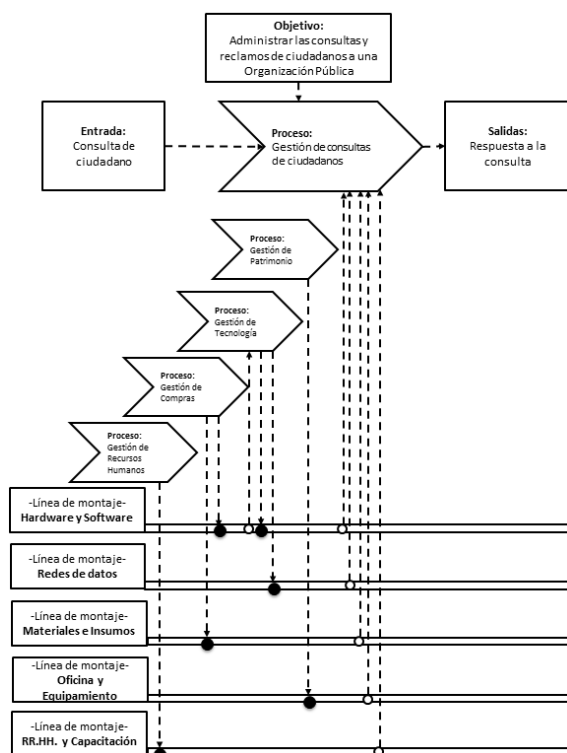 Objetivo:
Administrar las consultas y
reclamos de ciudadanos a una
Organización Pública
Entrada:
Consulta de
ciudadano
Proceso:
Gestión de consultas
de ciudadanos
Salidas:
Respuesta a la
consulta
Proceso:
Gestión de
Patrimonio
Proceso:
Gestión de
Tecnología
Proceso:
Gestión de
Compras
Proceso:
Gestión de
Recursos
Humanos
-Línea de montaje-
Hardware y Software
-Línea de montaje-
Redes de datos
-Línea de montaje-
Materiales e Insumos
-Línea de montaje-
Oficina y
Equipamiento
-Línea de montaje-
RR.HH. y Capacitación